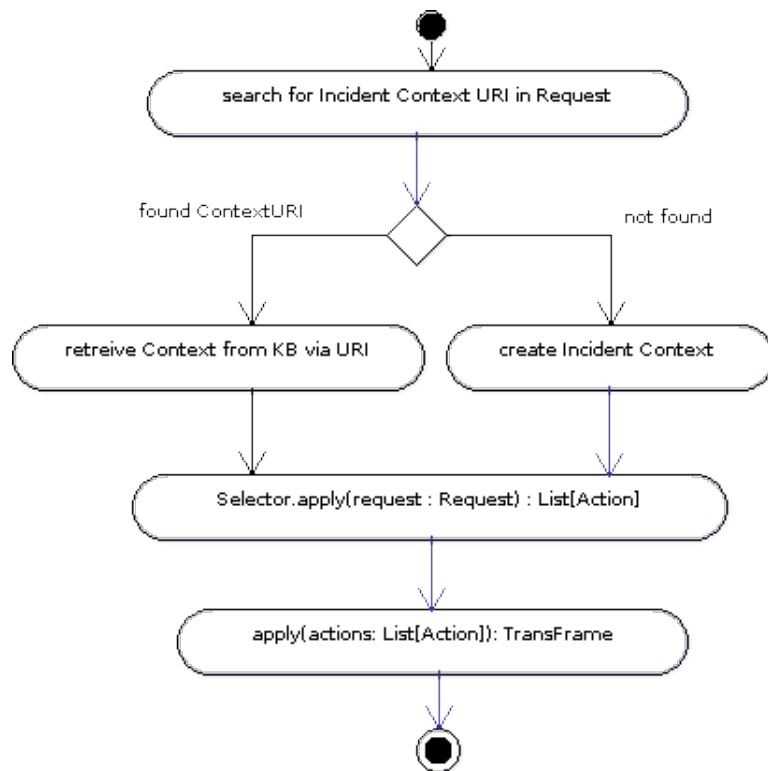 search for Incident Context URI in Request
found ContextURI
not found
retreive Context from KB via URI
create Incident Context
Selector.apply(request : Request) : List[Action]
apply(actions: List[Action]): TransFrame